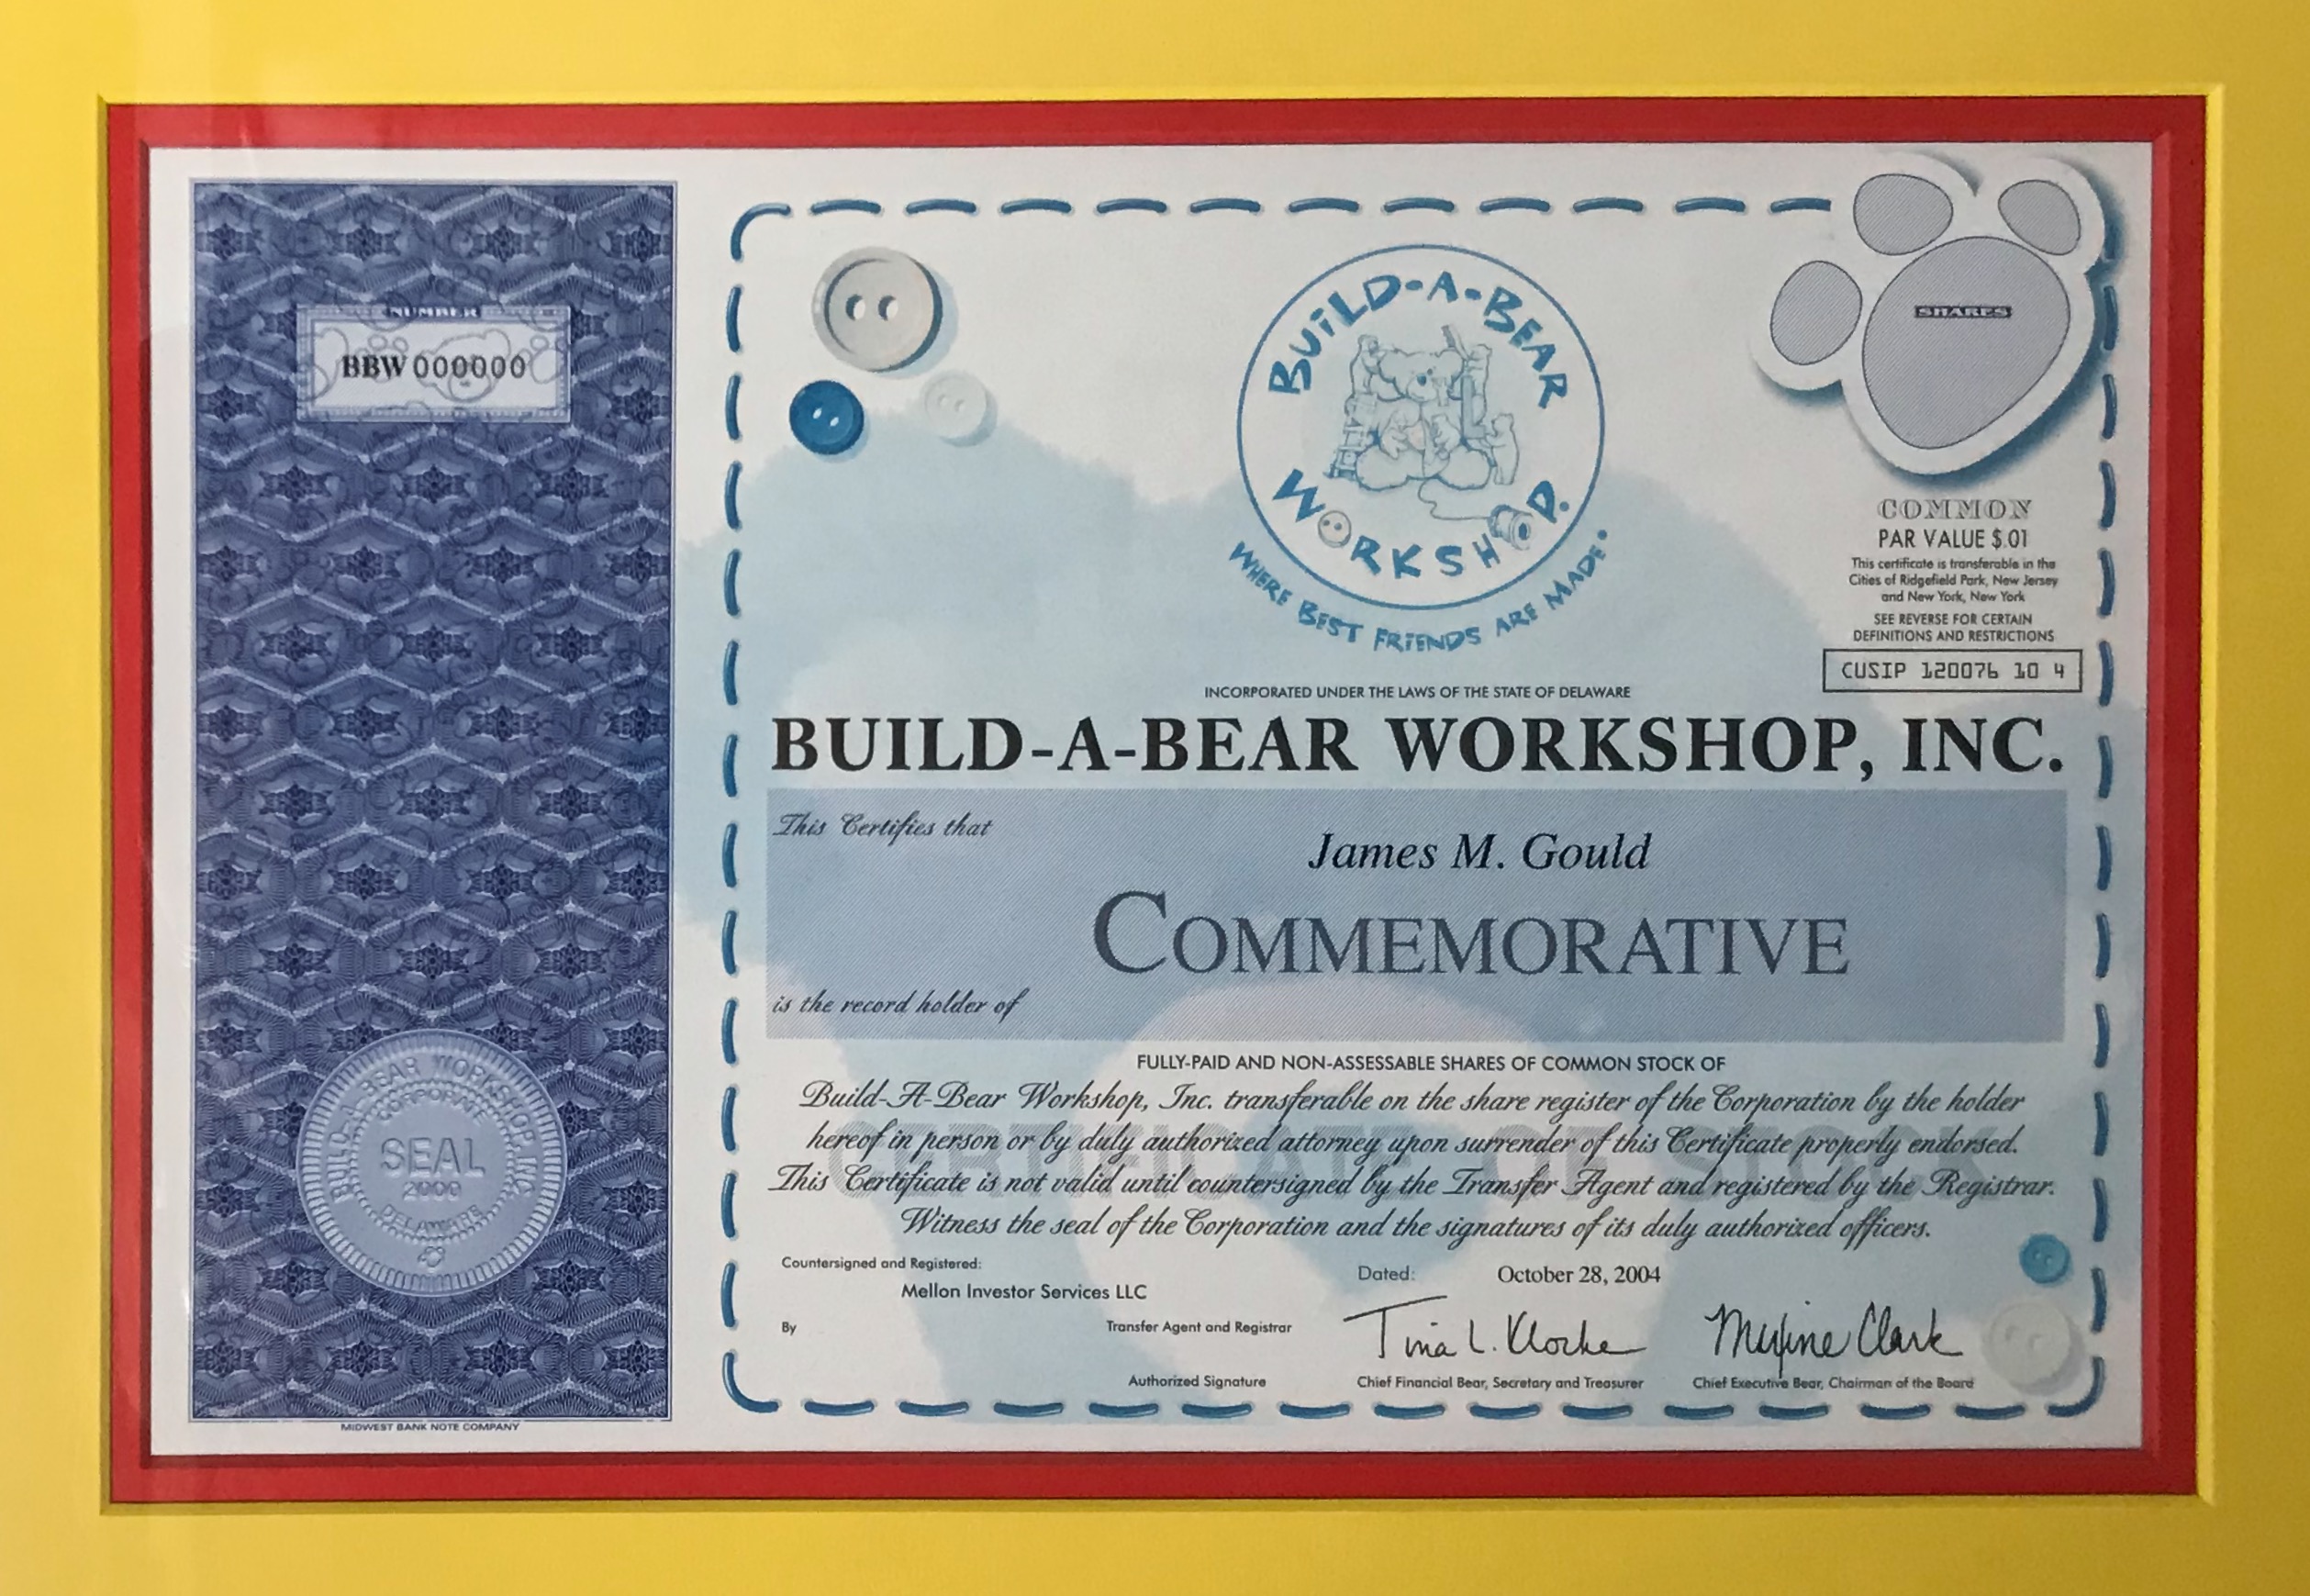 NUMBER
BBW 000000
BUILD-A-BEAR
WORKSHOP.
WHERE BEST FRIENDS ARE MADE.
SHARES
COMMON
PAR VALUE $.01
This certificate is transferable in the
Cities of Ridgefield Park, New Jersey
and New York, New York
SEE REVERSE FOR CERTAIN
DEFINITIONS AND RESTRICTIONS
CUSIP 120076 10 4
INCORPORATED UNDER THE LAWS OF THE STATE OF DELAWARE
BUILD-A-BEAR WORKSHOP, INC.
This Certifies that
James M. Gould
COMMEMORATIVE
is the record holder of
FULLY-PAID AND NON-ASSESSABLE SHARES OF COMMON STOCK OF
CERTIFICATE OF STOCK
Build-A-Bear Workshop, Inc. transferable on the share register of the Corporation by the holder
hereof in person or by duly authorized attorney upon surrender of this Certificate properly endorsed.
This Certificate is not valid until countersigned by the Transfer Agent and registered by the Registrar.
Witness the seal of the Corporation and the signatures of its duly authorized officers.
BUILD-A-BEAR WORKSHOP, INC.
CORPORATE
SEAL
2000
DELAWARE
Countersigned and Registered:
Mellon Investor Services LLC
By
Transfer Agent and Registrar
Authorized Signature
Dated: October 28, 2004
Tina L. Klocke
Chief Financial Bear, Secretary and Treasurer
Maxine Clark
Chief Executive Bear, Chairman of the Board
MIDWEST BANK NOTE COMPANY